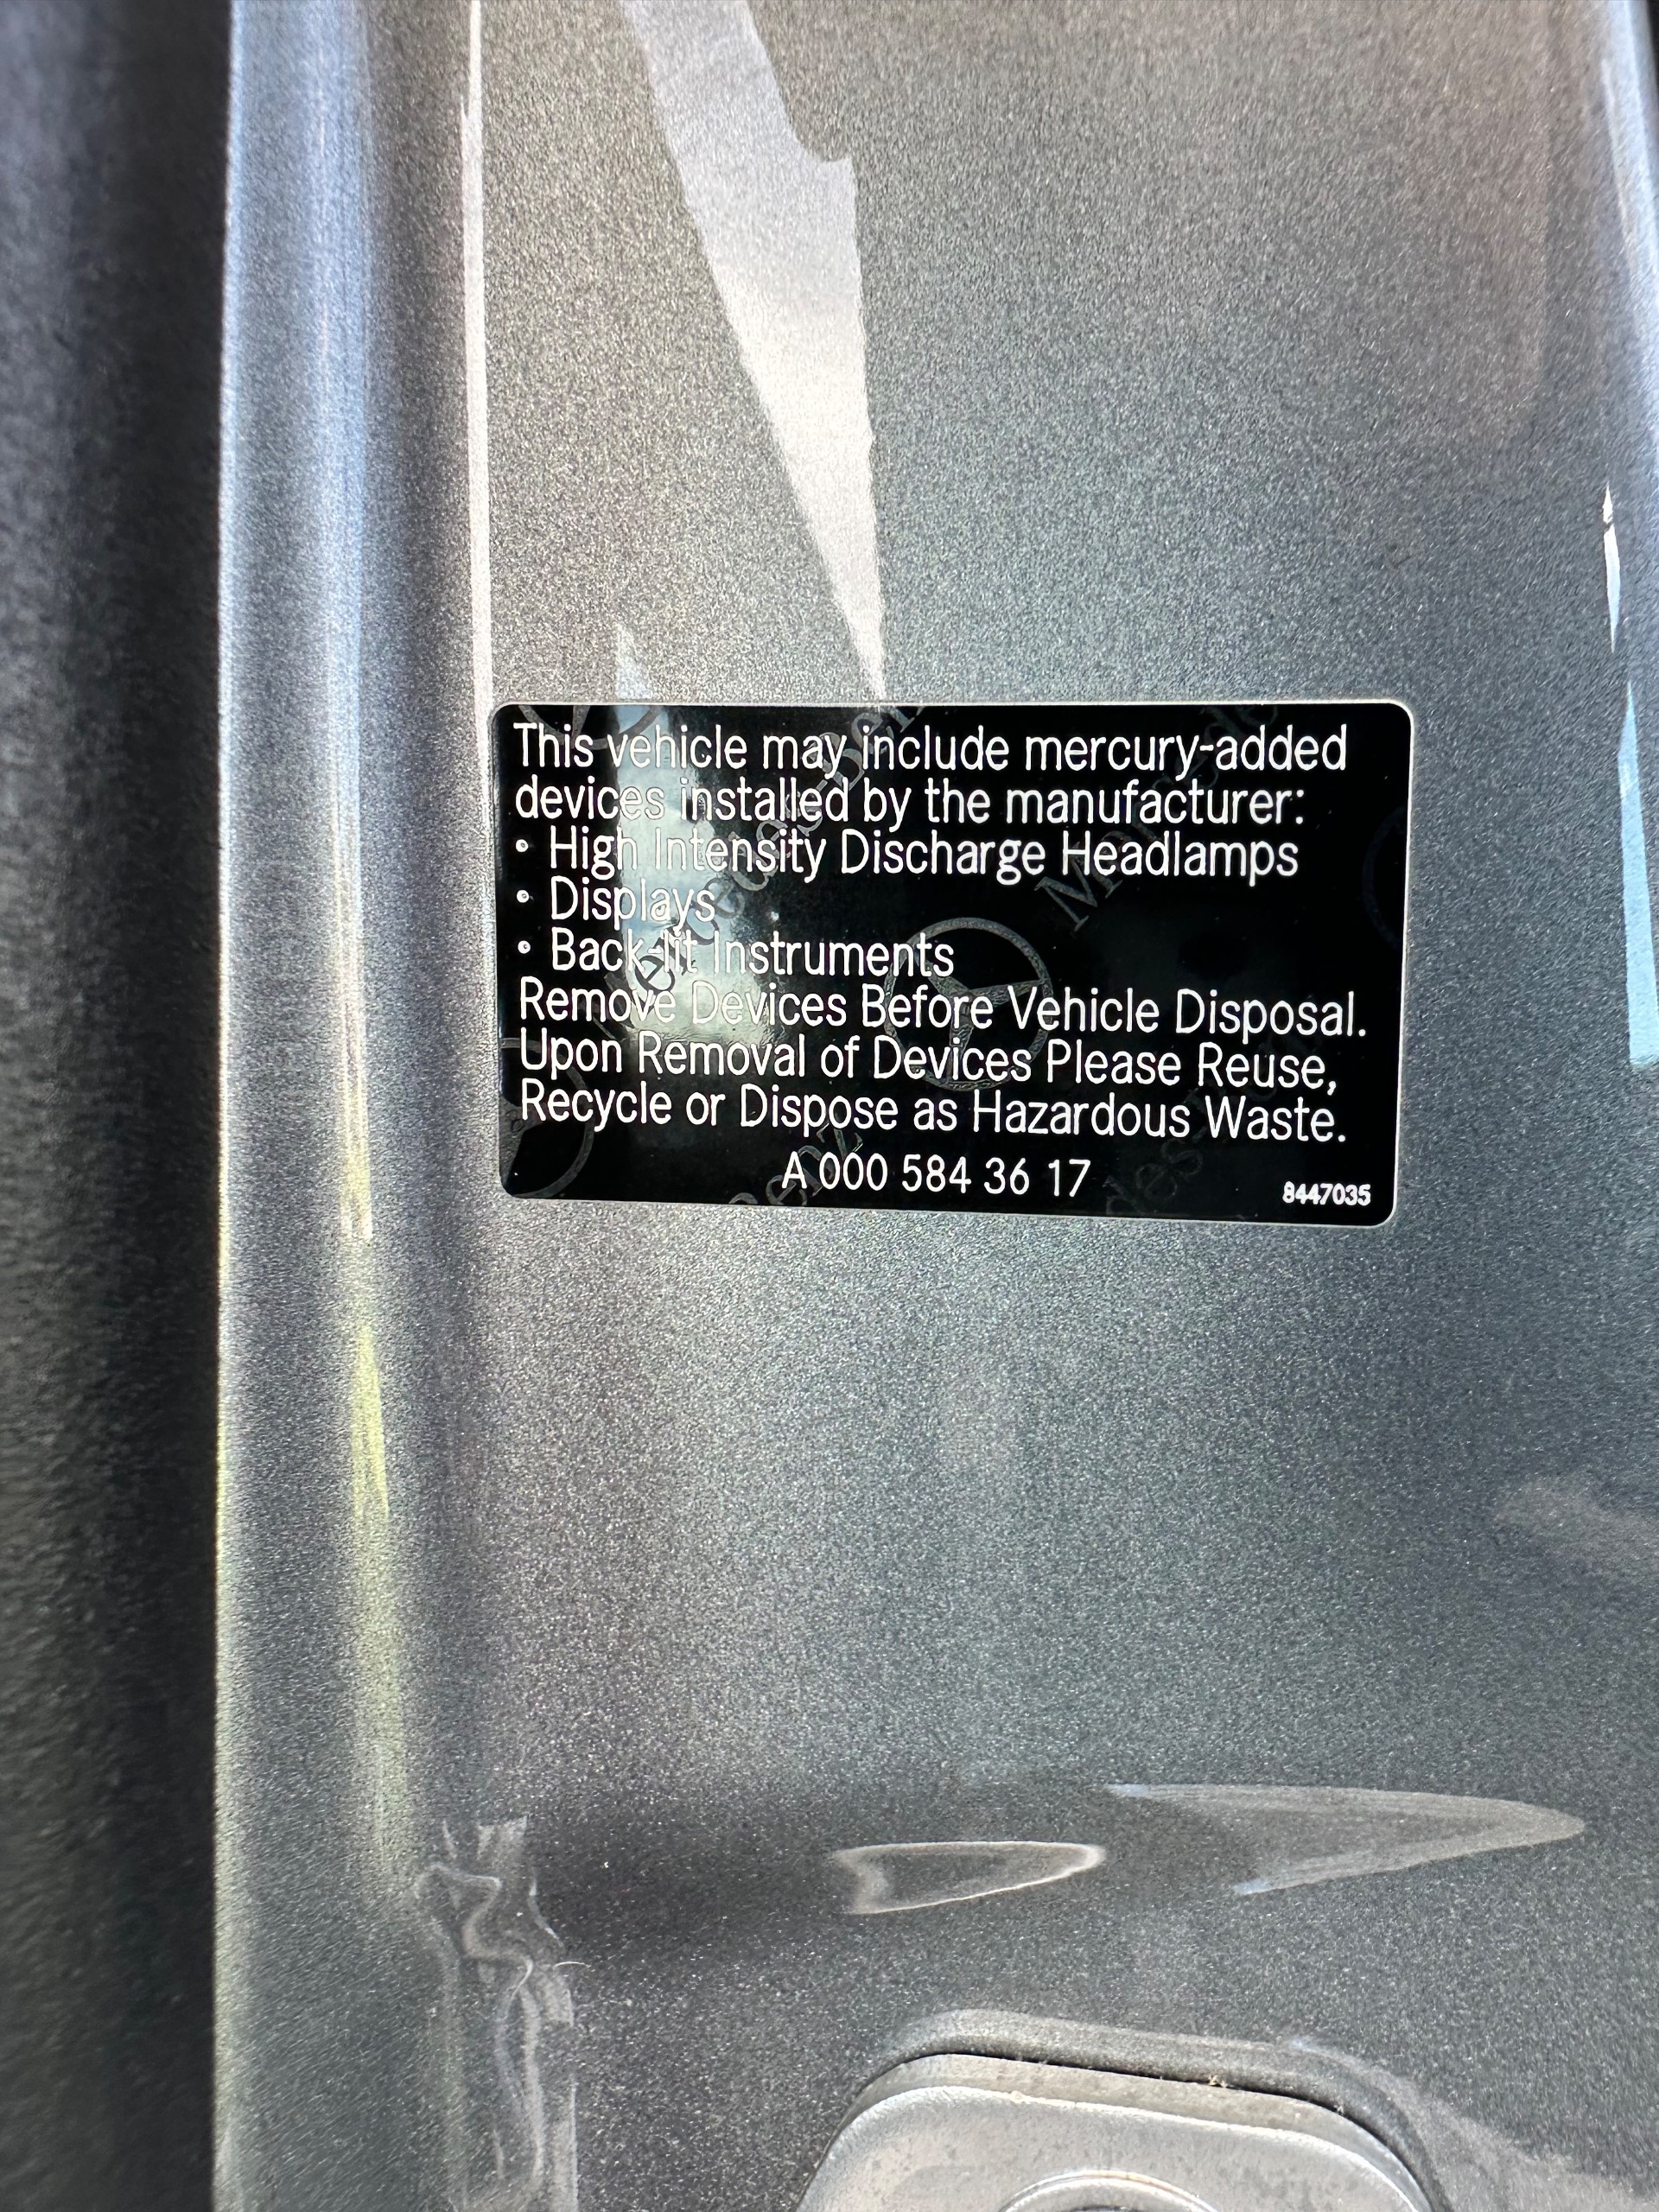 This vehicle may include mercury-added
devices installed by the manufacturer:
• High Intensity Discharge Headlamps
• Displays
• Back-lit Instruments
Remove Devices Before Vehicle Disposal.
Upon Removal of Devices Please Reuse,
Recycle or Dispose as Hazardous Waste.
A 000 584 36 17
8447035